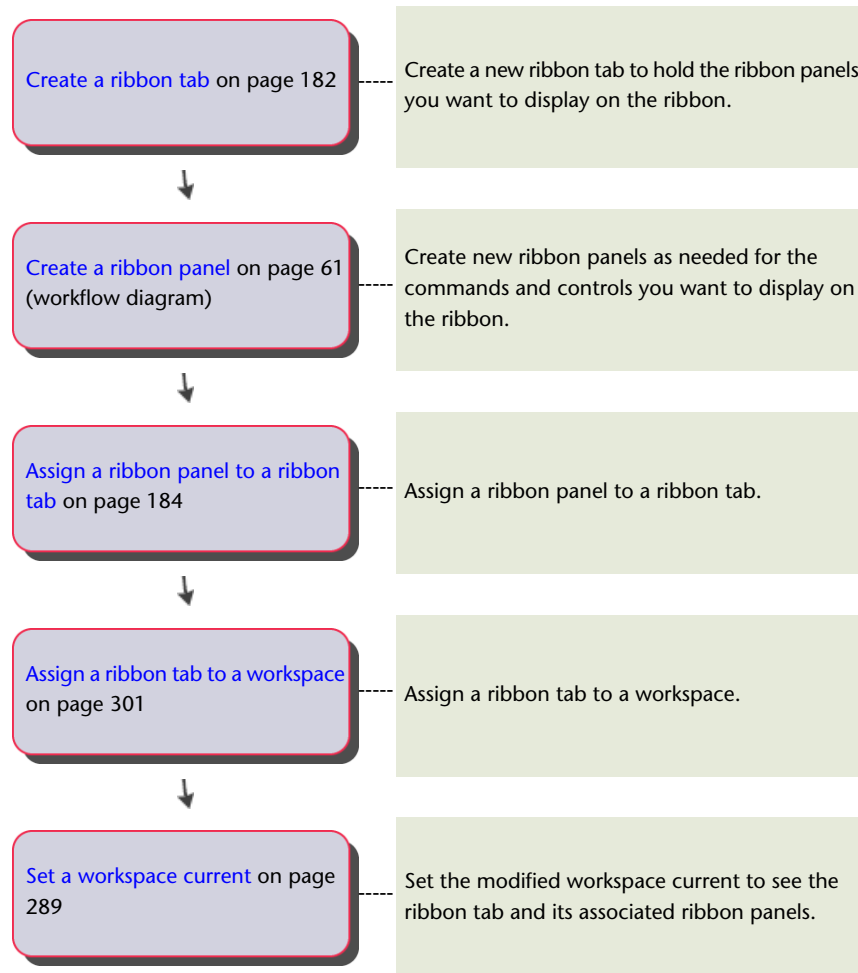 Create a ribbon tab on page 182
Create a new ribbon tab to hold the ribbon panels
you want to display on the ribbon.
Create a ribbon panel on page 61
(workflow diagram)
Create new ribbon panels as needed for the
commands and controls you want to display on
the ribbon.
Assign a ribbon panel to a ribbon
tab on page 184
Assign a ribbon panel to a ribbon tab.
Assign a ribbon tab to a workspace
on page 301
Assign a ribbon tab to a workspace.
Set a workspace current on page
289
Set the modified workspace current to see the
ribbon tab and its associated ribbon panels.